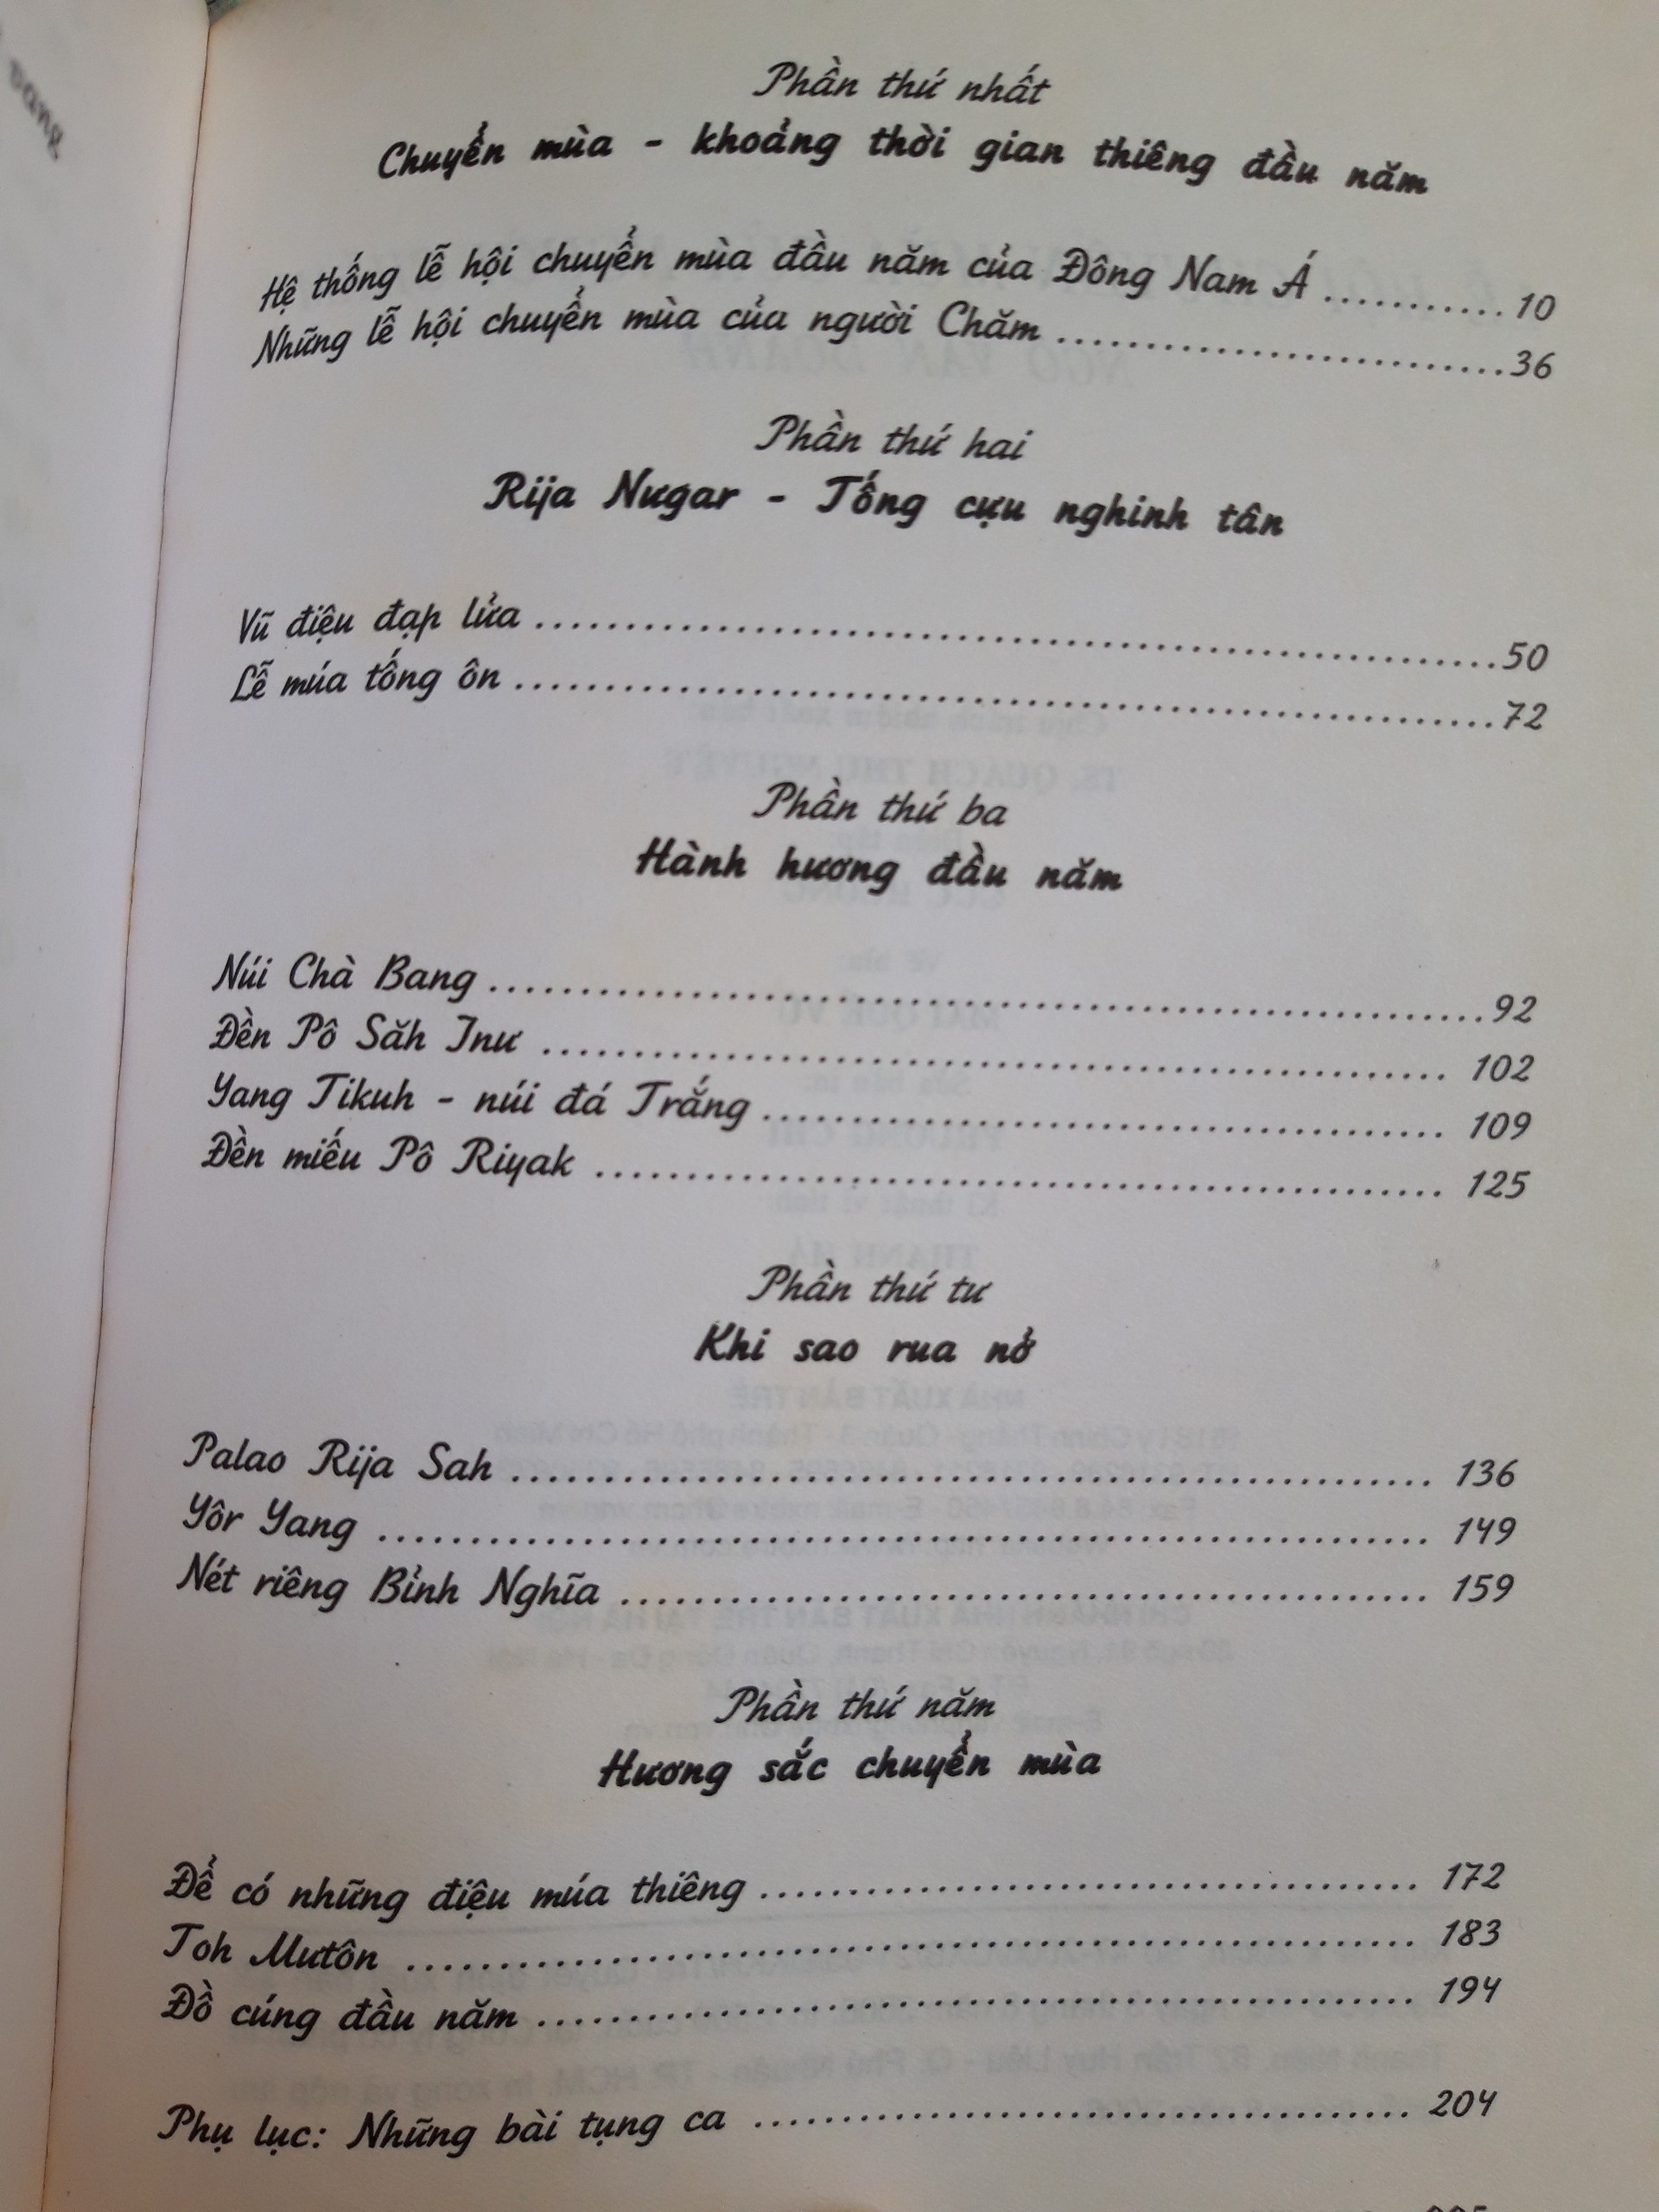 Phần thứ nhất
Chuyển mùa - khoảng thời gian thiêng đầu năm
Hệ thống lễ hội chuyển mùa đầu năm của Đông Nam Á ........... 10
Những lễ hội chuyển mùa của người Chăm ........................... 36
Phần thứ hai
Rija Nưgar - Tống cựu nghinh tân
Vũ điệu đạp lửa ........................................................ 50
Lễ múa tống ôn ........................................................ 72
Phần thứ ba
Hành hương đầu năm
Núi Chà Bang ........................................................ 92
Đền Pô Săh Inư .................................................... 102
Yang Tikuh - núi đá Trắng ........................................ 109
Đền miếu Pô Riyak ................................................ 125
Phần thứ tư
Khi sao rua nở
Palao Rija Sah .................................................... 136
Yôr Yang ............................................................ 149
Nét riêng Bỉnh Nghĩa ............................................ 159
Phần thứ năm
Hương sắc chuyển mùa
Để có những điệu múa thiêng ...................................... 172
Toh Mưtôn .......................................................... 183
Đồ cúng đầu năm .................................................. 194
Phụ lục: Những bài tụng ca ...................................... 204